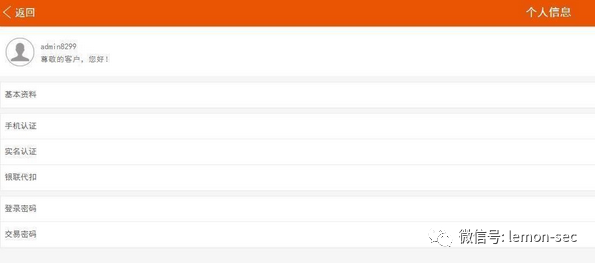 返回 个人信息
admin8299
尊敬的客户，您好！
基本资料
手机认证
实名认证
银联代扣
登录密码
交易密码
微信号: lemon-sec